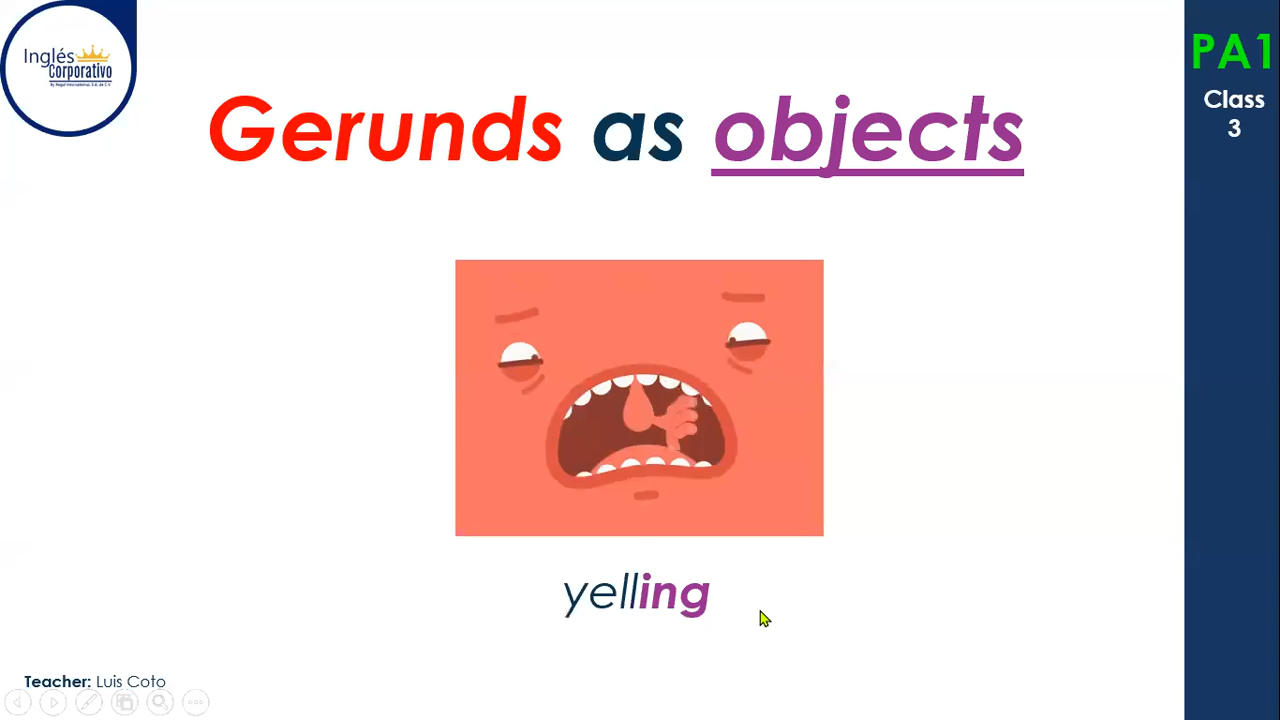 Inglés
Corporativo
PA1
Class
3
Gerunds as objects
yelling
Teacher: Luis Coto